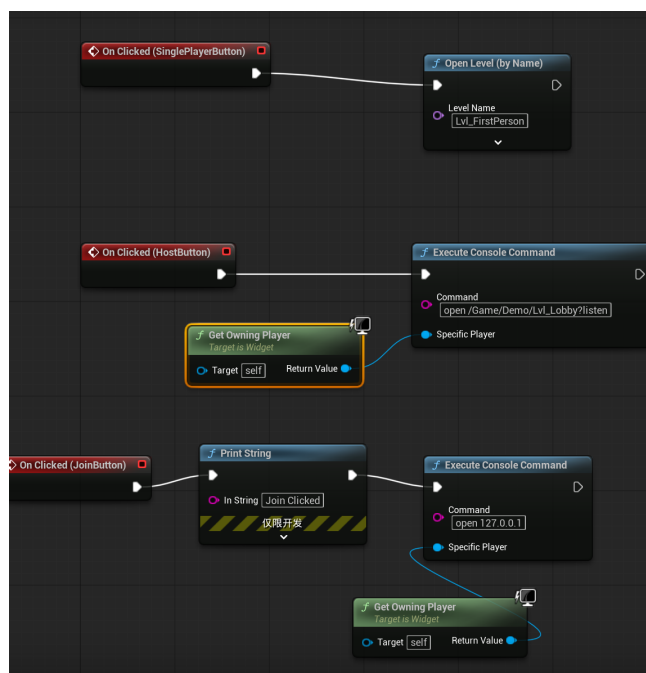 On Clicked (SinglePlayerButton)
f Open Level (by Name)
Level Name
Lvl_FirstPerson
On Clicked (HostButton)
f Execute Console Command
Command
open /Game/Demo/Lvl_Lobby?listen
Specific Player
f Get Owning Player
Target is Widget
Target self Return Value
On Clicked (JoinButton)
f Print String
In String Join Clicked
仅限开发
f Execute Console Command
Command
open 127.0.0.1
Specific Player
f Get Owning Player
Target is Widget
Target self Return Value